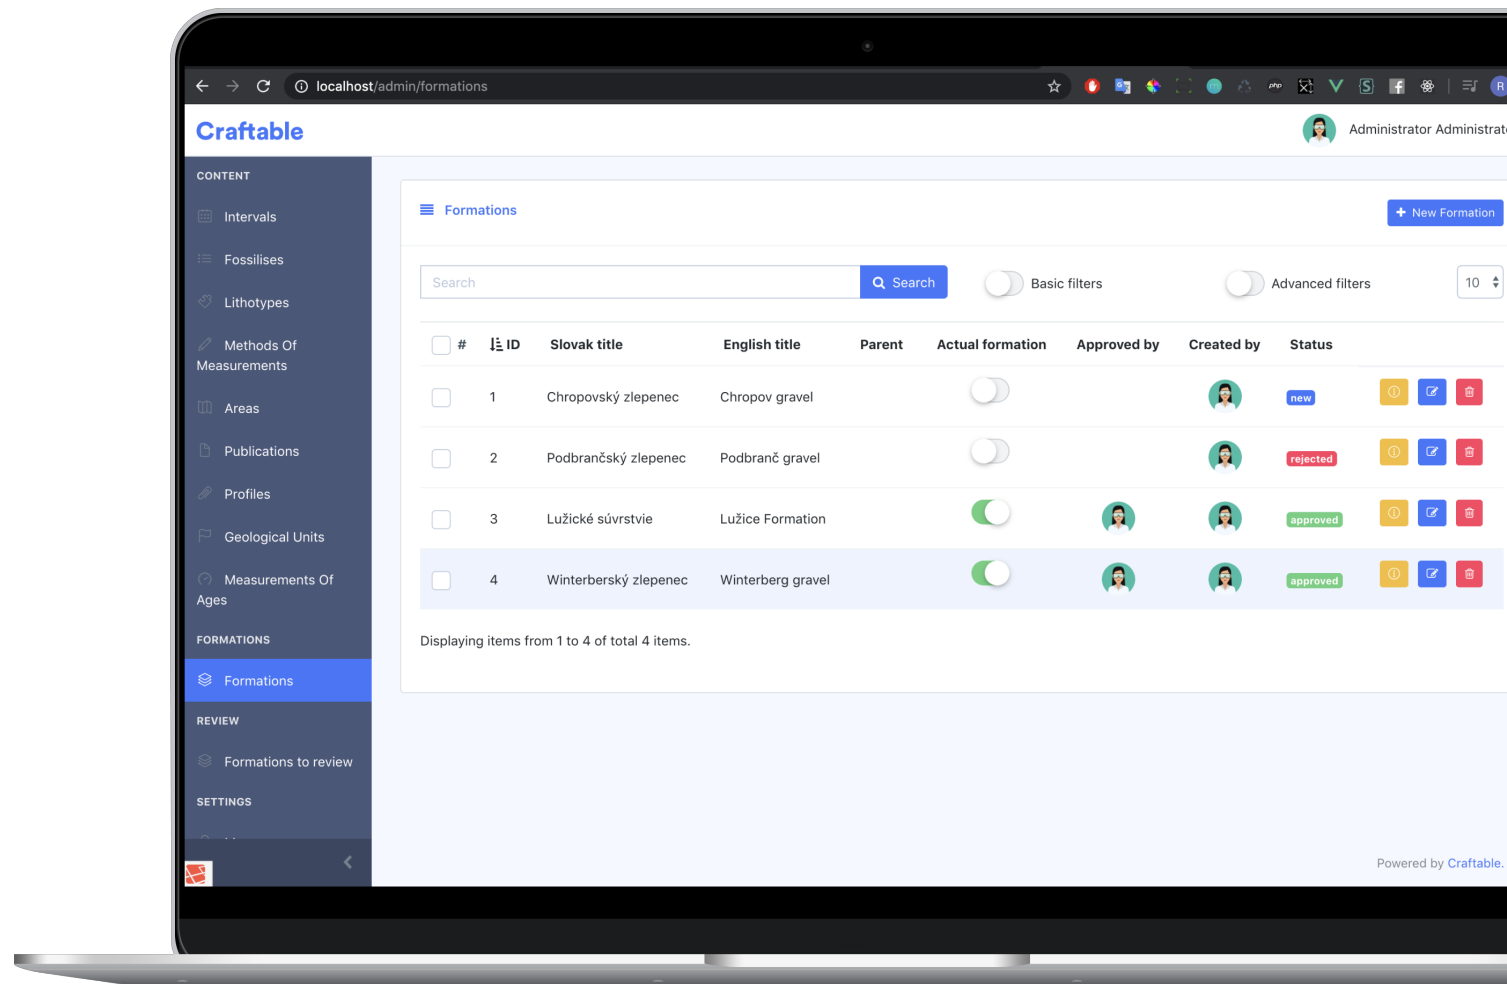 localhost/admin/formations
php
R
Craftable
Administrator Administrat
CONTENT
Intervals
Fossilises
Lithotypes
Methods Of
Measurements
Areas
Publications
Profiles
Geological Units
Measurements Of
Ages
FORMATIONS
Formations
REVIEW
Formations to review
SETTINGS
Formations
+ New Formation
Search
Search
Basic filters
Advanced filters
10
# ID Slovak title English title Parent Actual formation Approved by Created by Status
1 Chropovský zlepenec Chropov gravel new
2 Podbrančský zlepenec Podbranč gravel rejected
3 Lužické súvrstvie Lužice Formation approved
4 Winterberský zlepenec Winterberg gravel approved
Displaying items from 1 to 4 of total 4 items.
Powered by Craftable.